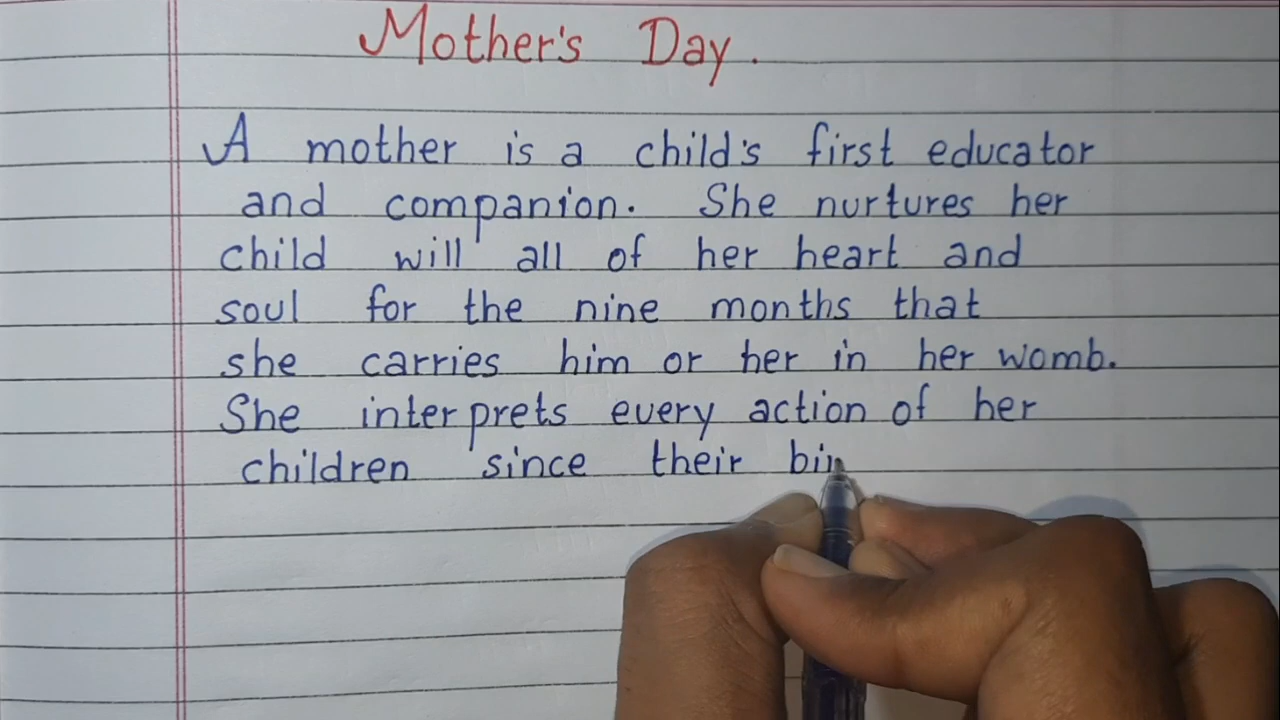 Mother's Day.
A mother is a child's first educator
and companion. She nurtures her
child will all of her heart and
soul for the nine months that
she carries him or her in her womb.
She interprets every action of her
children since their bir